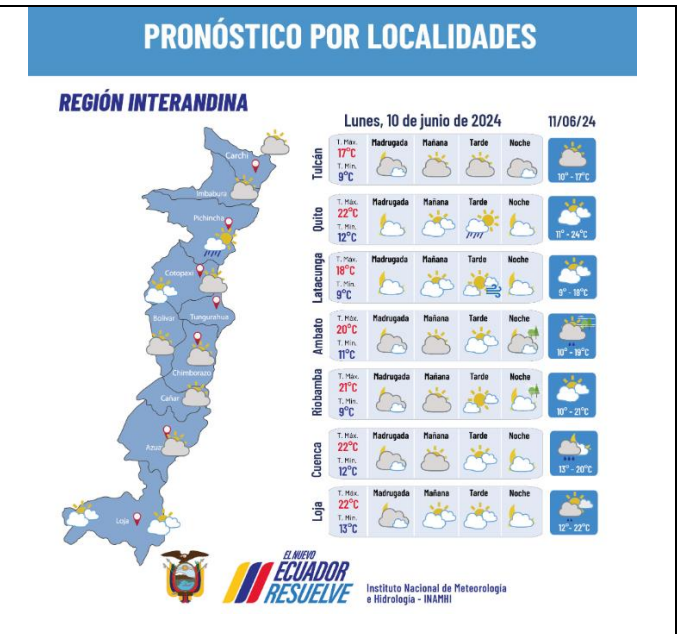 PRONÓSTICO POR LOCALIDADES
REGIÓN INTERANDINA
Carchi
Imbabura
Pichincha
Cotopaxi
Bolívar
Tungurahua
Chimborazo
Cañar
Azuay
Loja
Lunes, 10 de junio de 2024
11/06/24
Tulcán
T. Máx. Madrugada Mañana Tarde Noche
17°C
T. Mín.
9°C
10° - 17°C
Quito
T. Máx. Madrugada Mañana Tarde Noche
22°C
T. Mín.
12°C
11° - 24°C
Latacunga
T. Máx. Madrugada Mañana Tarde Noche
18°C
T. Mín.
9°C
9° - 18°C
Ambato
T. Máx. Madrugada Mañana Tarde Noche
20°C
T. Mín.
11°C
10° - 19°C
Riobamba
T. Máx. Madrugada Mañana Tarde Noche
21°C
T. Mín.
9°C
10° - 21°C
Cuenca
T. Máx. Madrugada Mañana Tarde Noche
22°C
T. Mín.
12°C
13° - 20°C
Loja
T. Máx. Madrugada Mañana Tarde Noche
22°C
T. Mín.
13°C
12° - 22°C
EL NUEVO
ECUADOR
RESUELVE
Instituto Nacional de Meteorología
e Hidrología - INAMHI